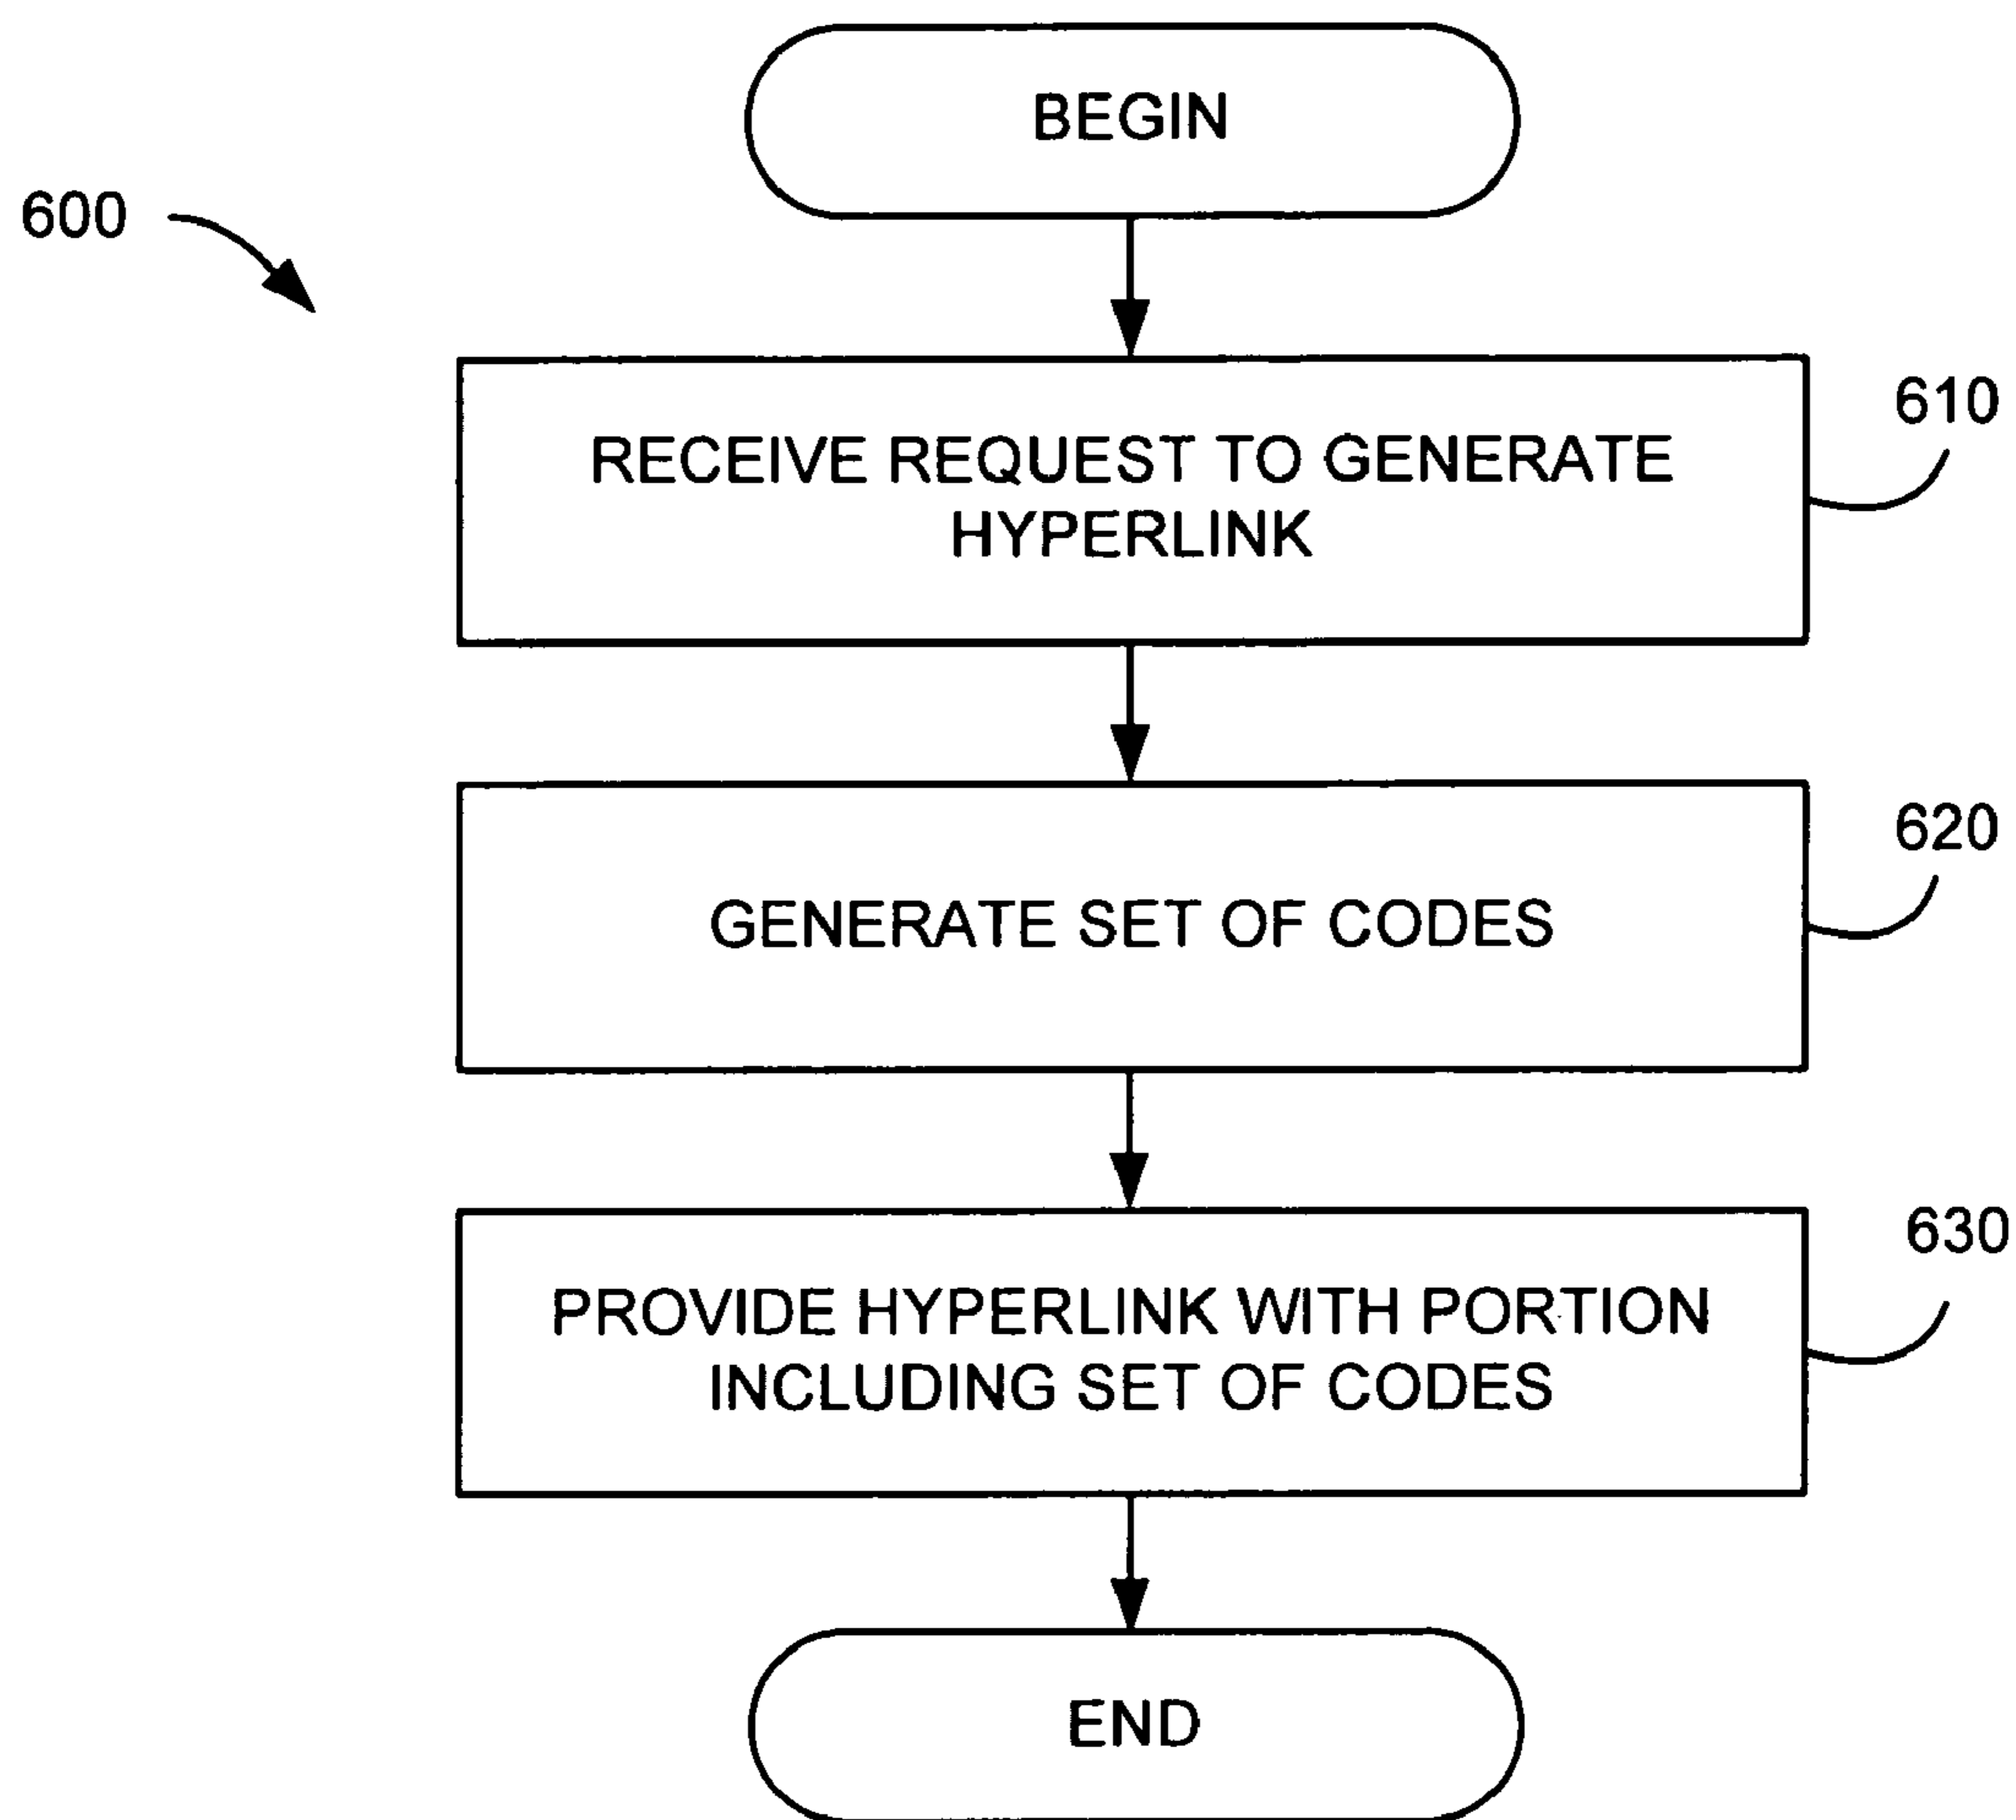 BEGIN
600
610
RECEIVE REQUEST TO GENERATE
HYPERLINK
620
GENERATE SET OF CODES
630
PROVIDE HYPERLINK WITH PORTION
INCLUDING SET OF CODES
END